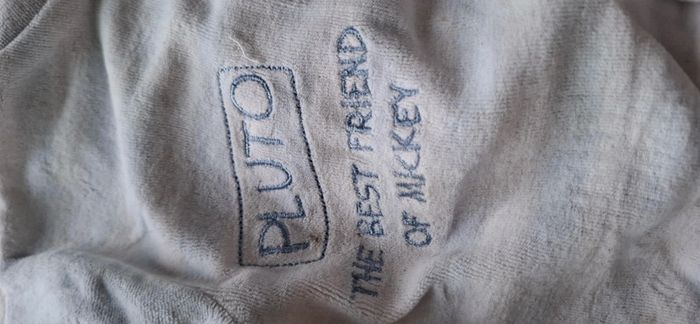 PLUTO
THE BEST FRIEND
OF MICKEY